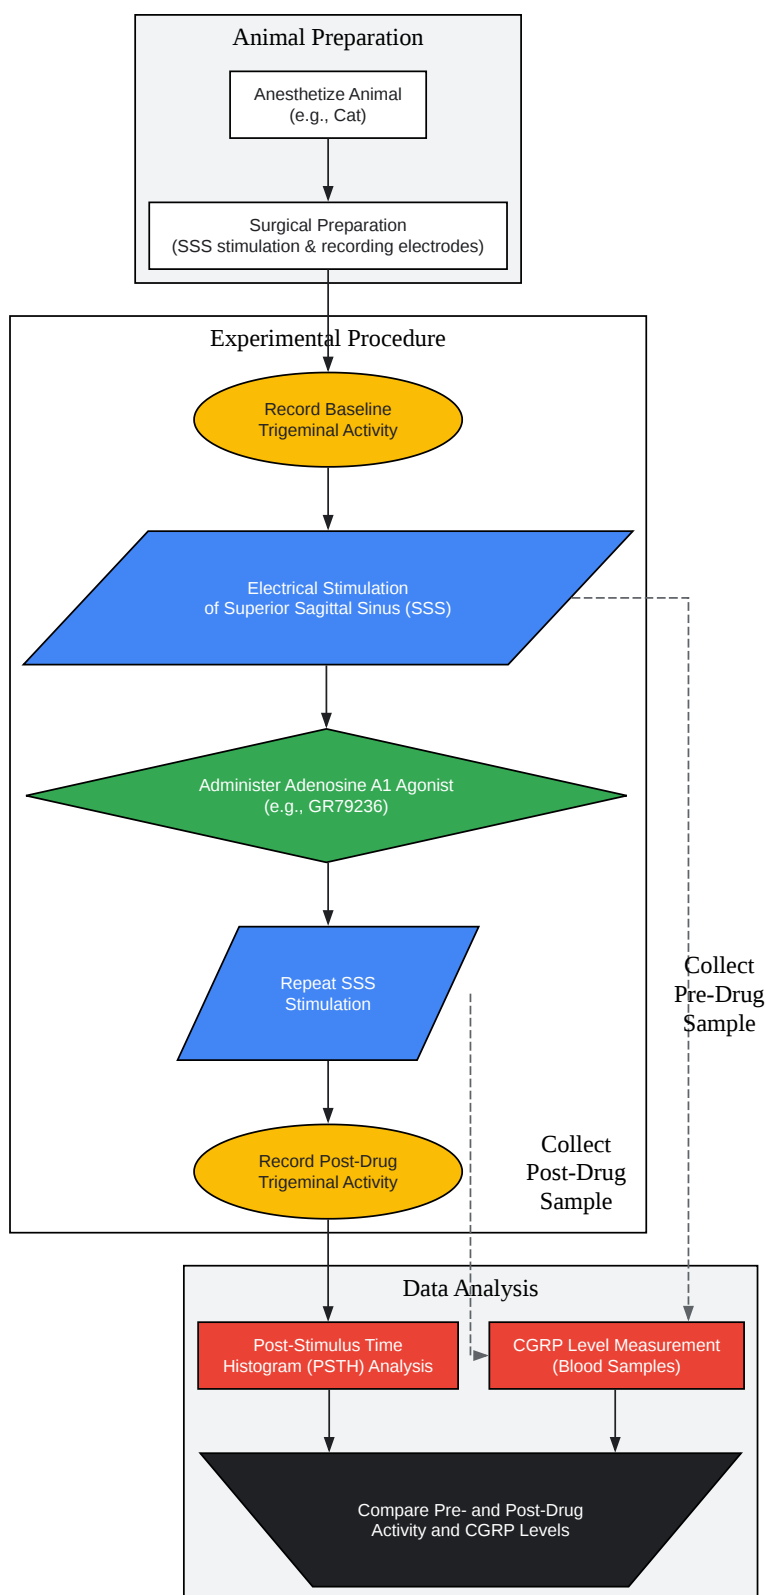 Animal Preparation
Anesthetize Animal
(e.g., Cat)
Surgical Preparation
(SSS stimulation & recording electrodes)
Experimental Procedure
Record Baseline
Trigeminal Activity
Electrical Stimulation
of Superior Sagittal Sinus (SSS)
Administer Adenosine A1 Agonist
(e.g., GR79236)
Repeat SSS
Stimulation
Collect
Pre-Drug
Sample
Record Post-Drug
Trigeminal Activity
Collect
Post-Drug
Sample
Data Analysis
Post-Stimulus Time
Histogram (PSTH) Analysis
CGRP Level Measurement
(Blood Samples)
Compare Pre- and Post-Drug
Activity and CGRP Levels